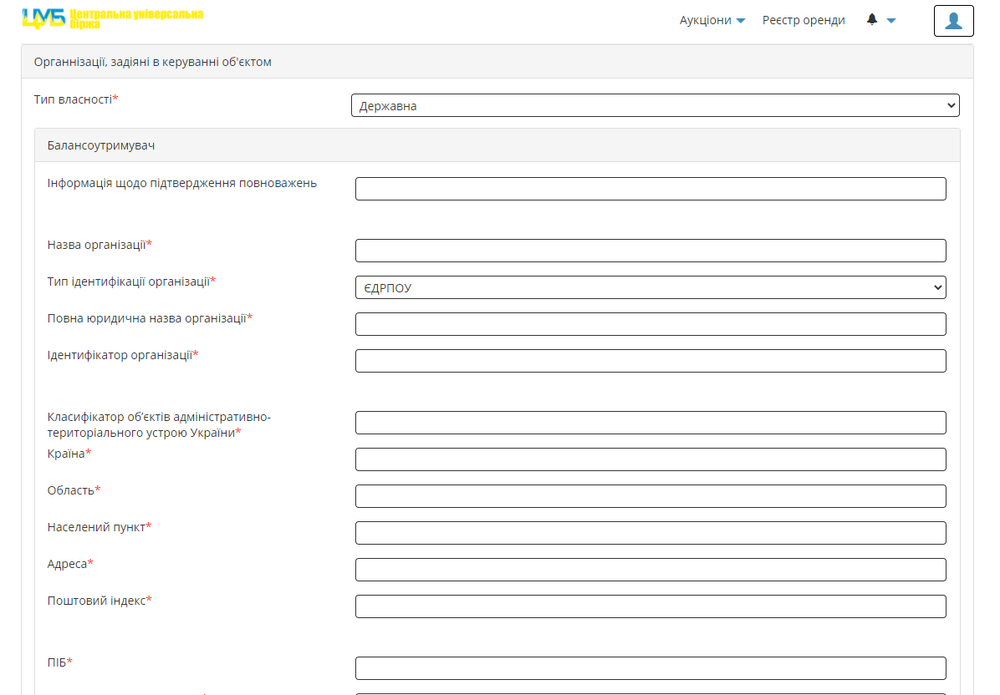 ЦУБ Центральна універсальна
біржа
Аукціони Реєстр оренди
Органнізації, задіяні в керуванні об'єктом
Тип власності*
Державна
Балансоутримувач
Інформація щодо підтвердження повноважень
Назва організації*
Тип ідентифікації організації*
ЄДРПОУ
Повна юридична назва організації*
Ідентифікатор організації*
Класифікатор об’єктів адміністративно-
територіального устрою України*
Країна*
Область*
Населений пункт*
Адреса*
Поштовий індекс*
ПІБ*